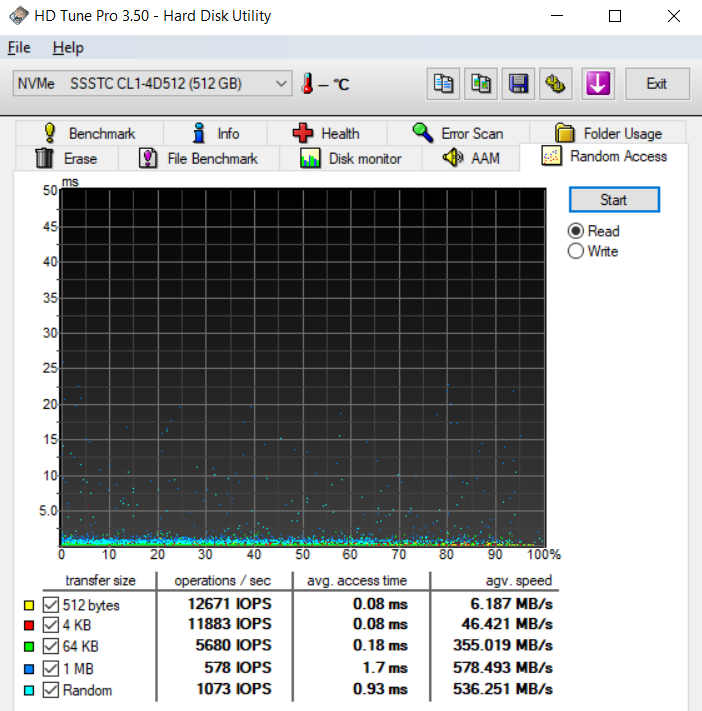 HD Tune Pro 3.50 - Hard Disk Utility
File Help
NVMe SSSTC CL1-4D512 (512 GB) – °C Exit
Benchmark Info Health Error Scan Folder Usage
Erase File Benchmark Disk monitor AAM Random Access
ms
50
45
40
35
30
25
20
15
10
5.0
0 10 20 30 40 50 60 70 80 90 100%
Start
Read
Write
transfer size operations / sec avg. access time agv. speed
512 bytes 12671 IOPS 0.08 ms 6.187 MB/s
4 KB 11883 IOPS 0.08 ms 46.421 MB/s
64 KB 5680 IOPS 0.18 ms 355.019 MB/s
1 MB 578 IOPS 1.7 ms 578.493 MB/s
Random 1073 IOPS 0.93 ms 536.251 MB/s